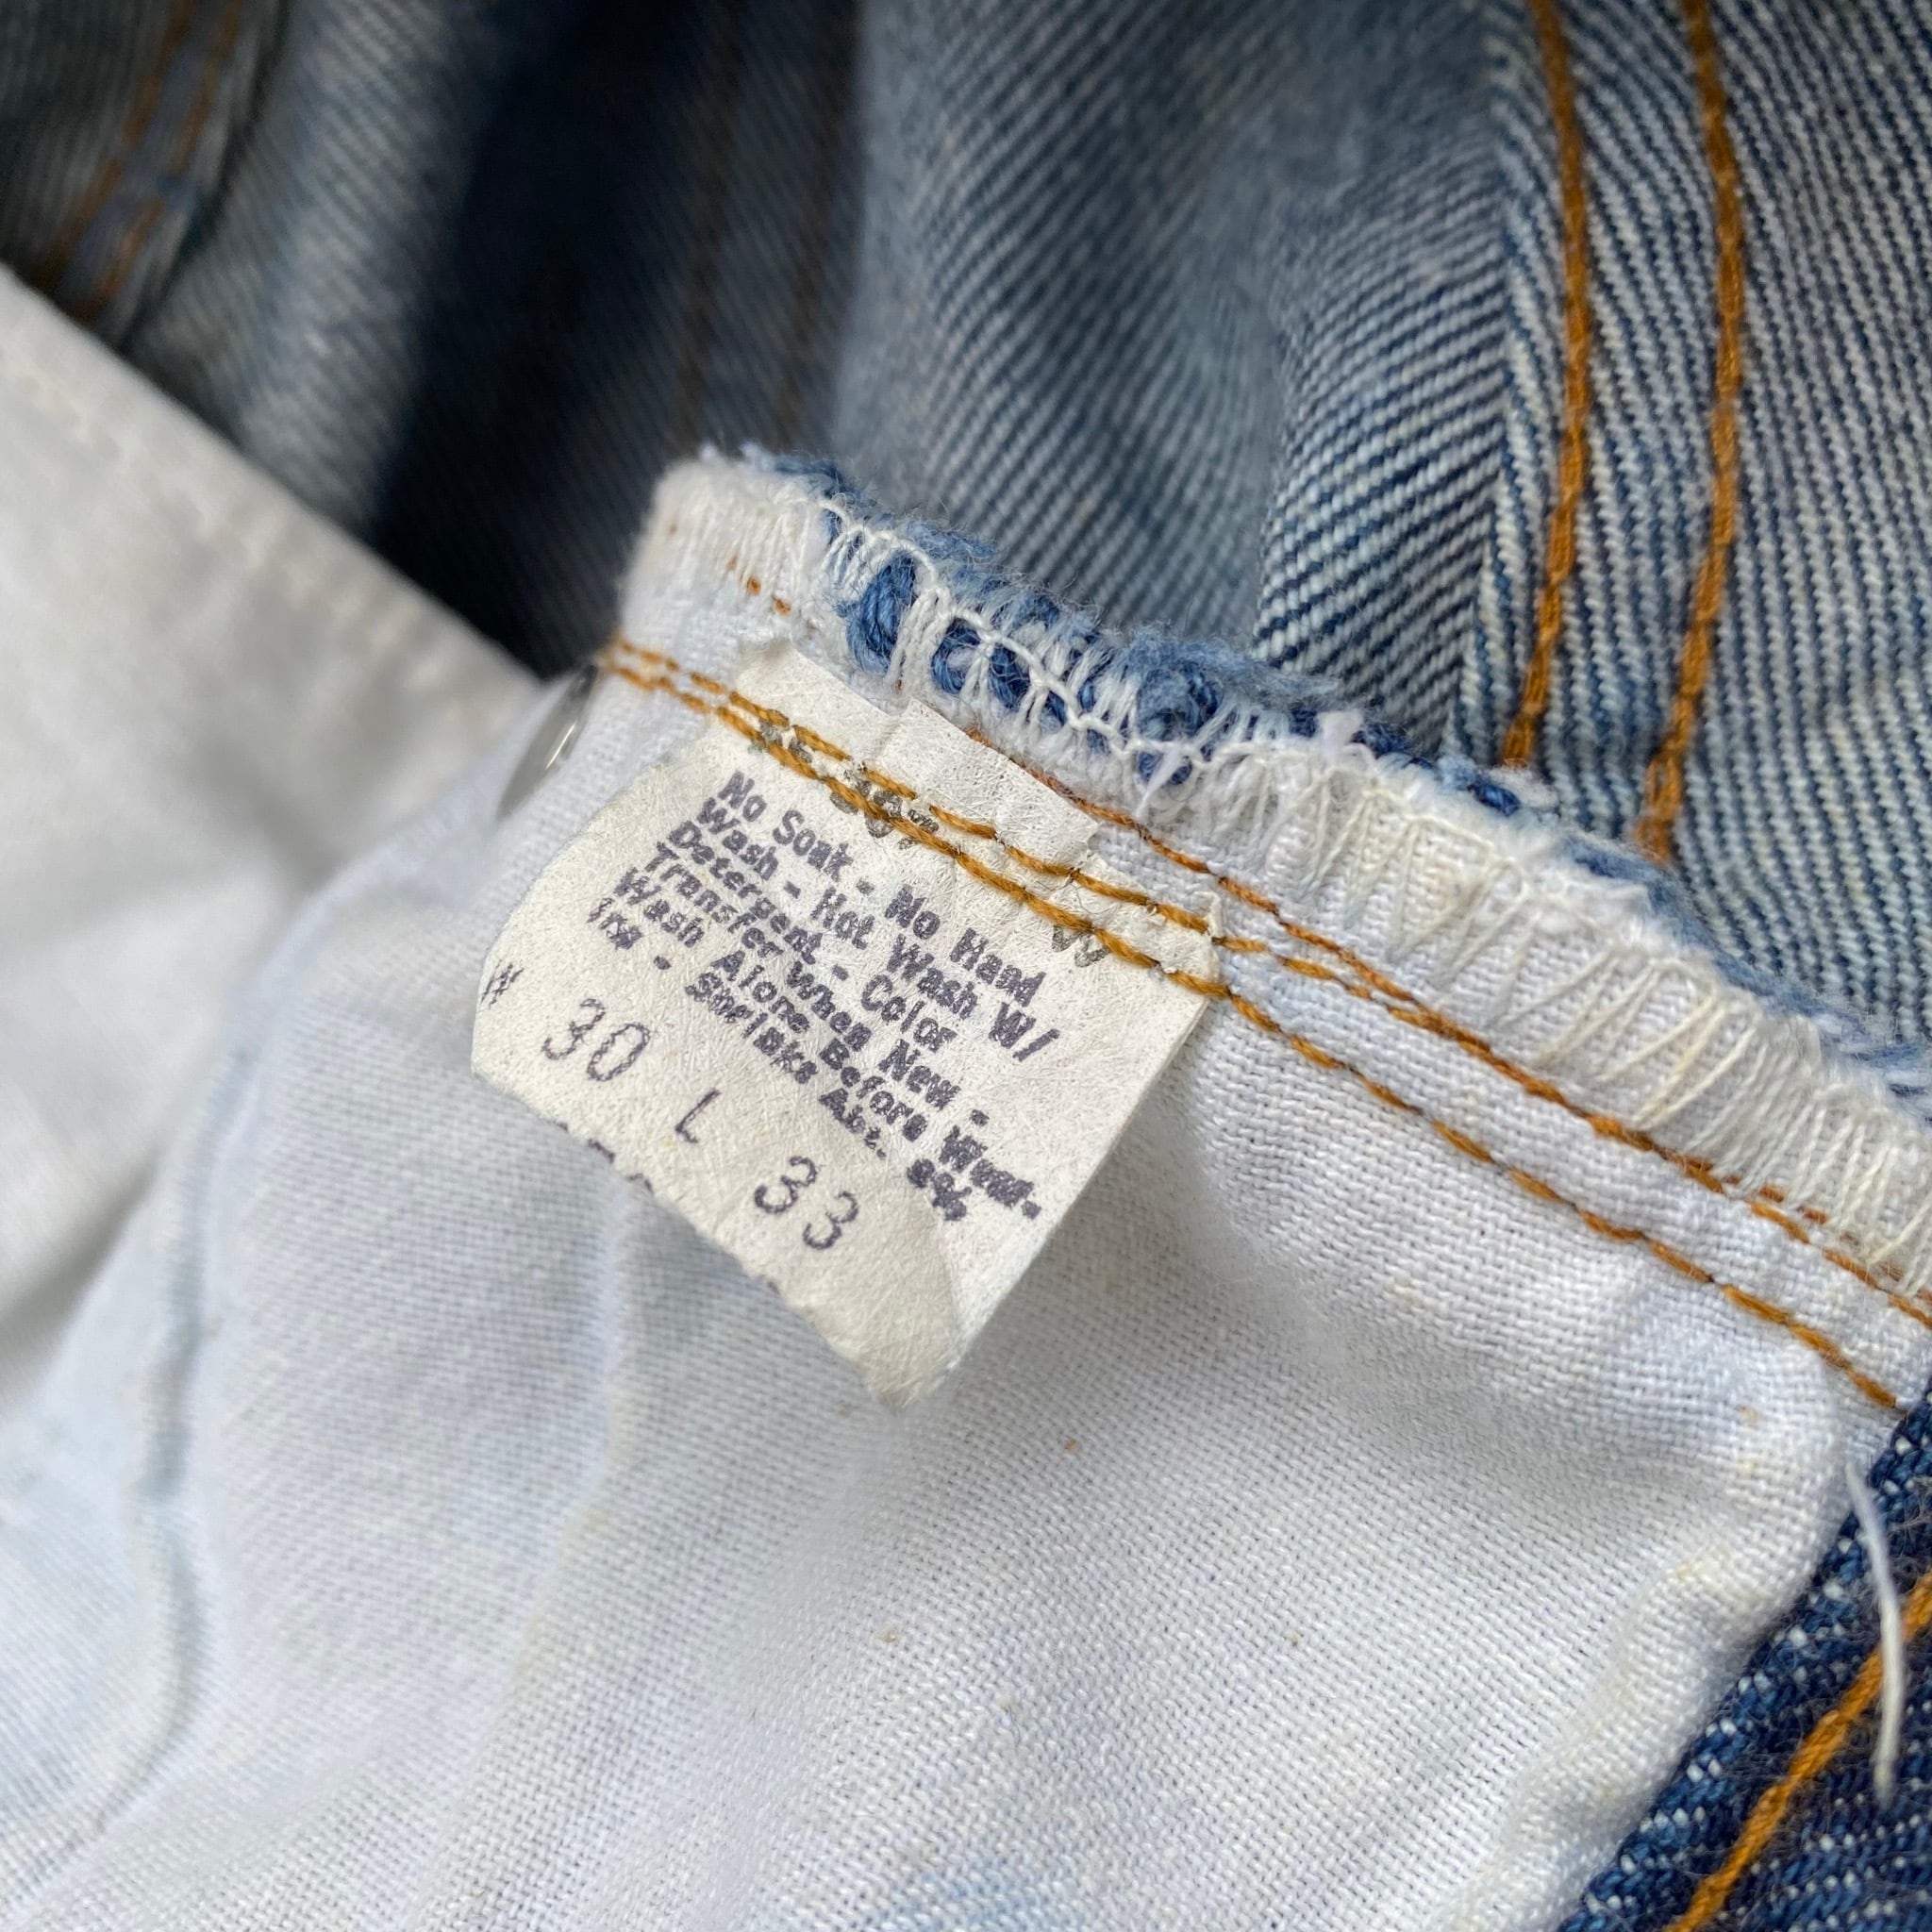 No Soak - No Hand
Wash - Hot Wash W/
Detergent - Color
Transfer When New -
Wash Alone Before Wear-
ing - Shrinks Abt. 8%
W 30 L 33